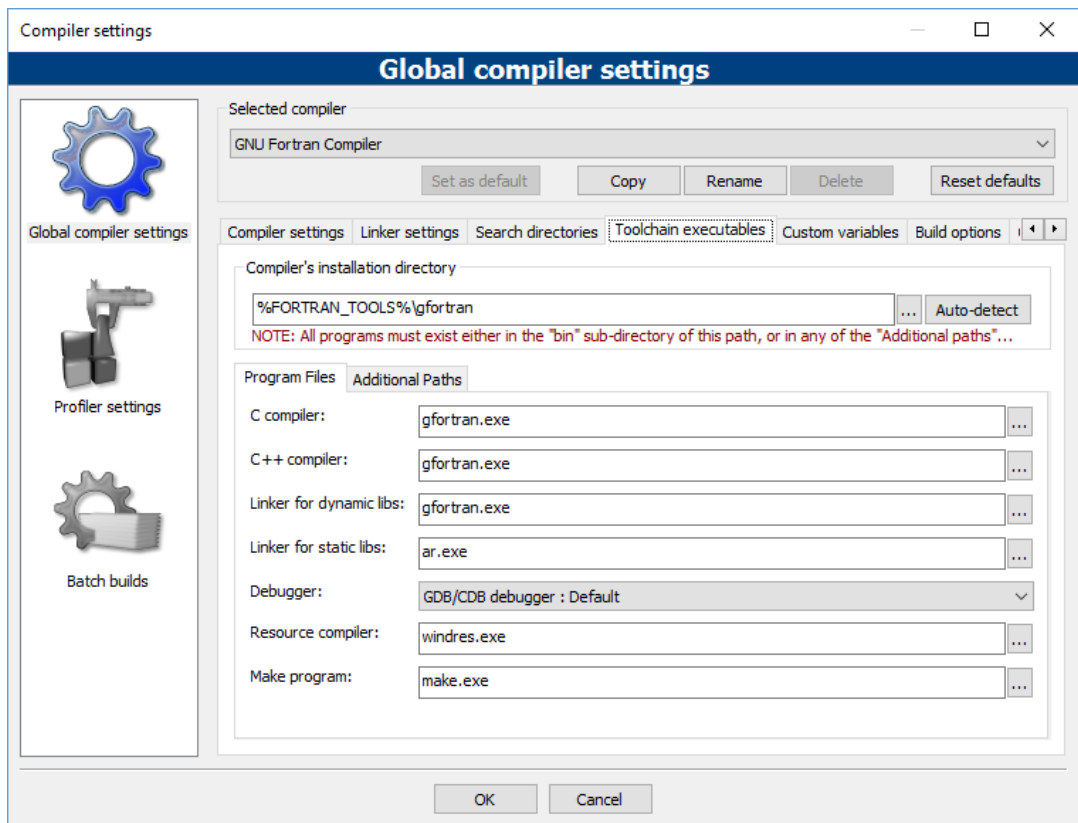 Compiler settings
Global compiler settings
Global compiler settings
Profiler settings
Batch builds
Selected compiler
GNU Fortran Compiler
Set as default Copy Rename Delete Reset defaults
Compiler settings Linker settings Search directories Toolchain executables Custom variables Build options
Compiler's installation directory
%FORTRAN_TOOLS%\gfortran ... Auto-detect
NOTE: All programs must exist either in the "bin" sub-directory of this path, or in any of the "Additional paths"...
Program Files Additional Paths
C compiler: gfortran.exe ...
C++ compiler: gfortran.exe ...
Linker for dynamic libs: gfortran.exe ...
Linker for static libs: ar.exe ...
Debugger: GDB/CDB debugger : Default
Resource compiler: windres.exe ...
Make program: make.exe ...
OK Cancel